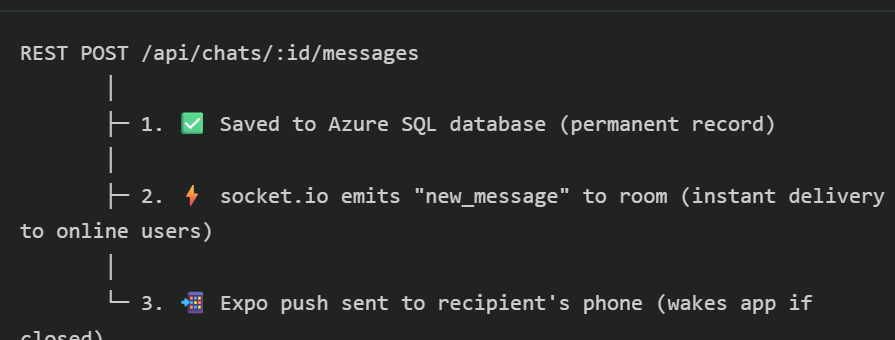 REST POST /api/chats/:id/messages
│
├─ 1. ✅ Saved to Azure SQL database (permanent record)
│
├─ 2. ⚡ socket.io emits "new_message" to room (instant delivery
to online users)
│
└─ 3. 📲 Expo push sent to recipient's phone (wakes app if
closed)